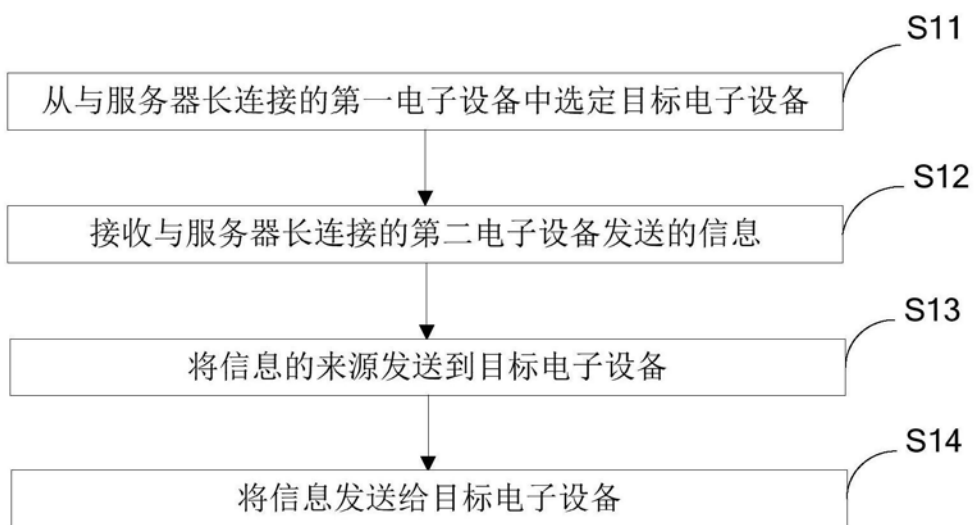 S11
从与服务器长连接的第一电子设备中选定目标电子设备
S12
接收与服务器长连接的第二电子设备发送的信息
S13
将信息的来源发送到目标电子设备
S14
将信息发送给目标电子设备